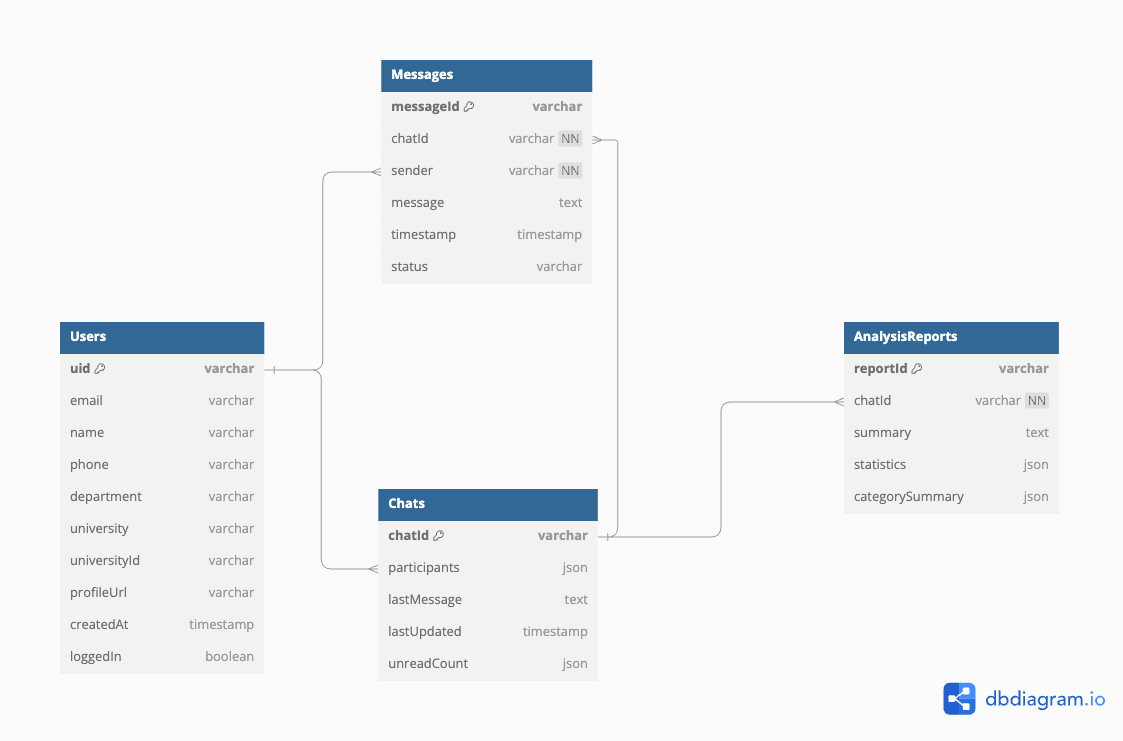 Messages
messageId varchar
chatId varchar NN
sender varchar NN
message text
timestamp timestamp
status varchar
Users
uid varchar
email varchar
name varchar
phone varchar
department varchar
university varchar
universityId varchar
profileUrl varchar
createdAt timestamp
loggedIn boolean
Chats
chatId varchar
participants json
lastMessage text
lastUpdated timestamp
unreadCount json
AnalysisReports
reportId varchar
chatId varchar NN
summary text
statistics json
categorySummary json
dbdiagram.io